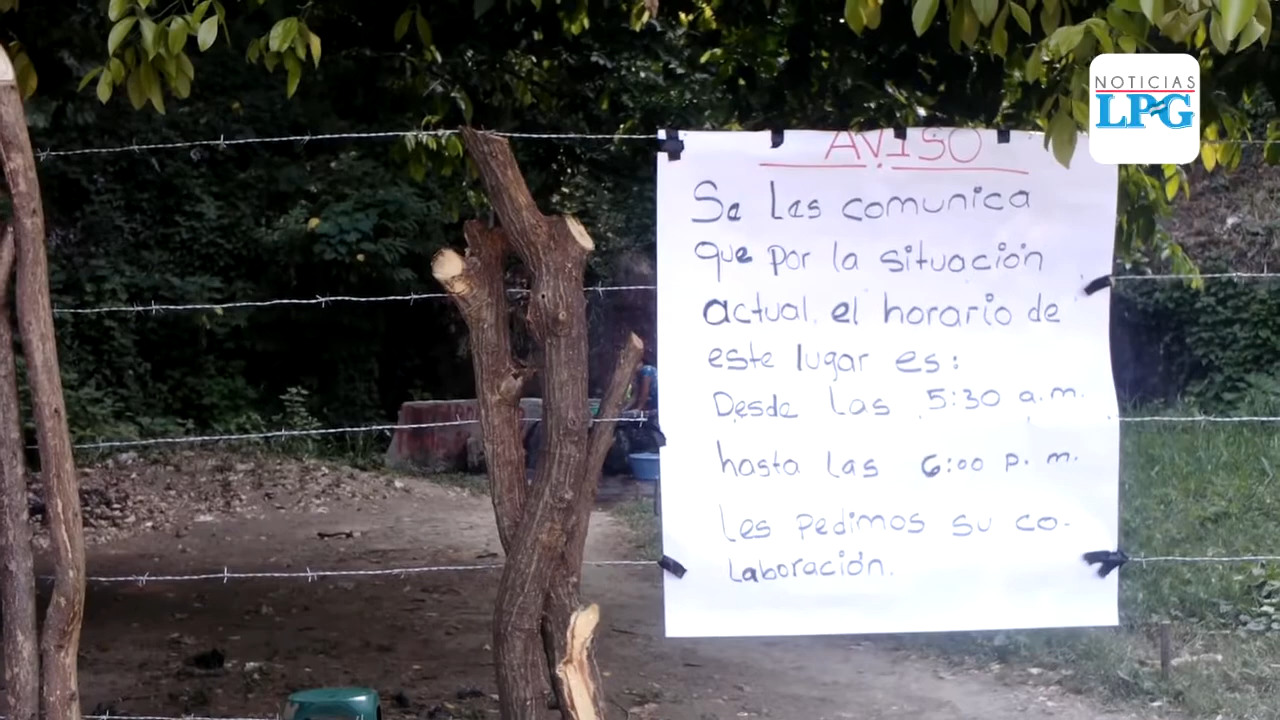 NOTICIAS
LPG
AVISO
Se les comunica
que por la situación
actual, el horario de
este lugar es:
Desde las 5:30 a.m.
hasta las 6:00 p.m.
Les pedimos su co-
laboración.